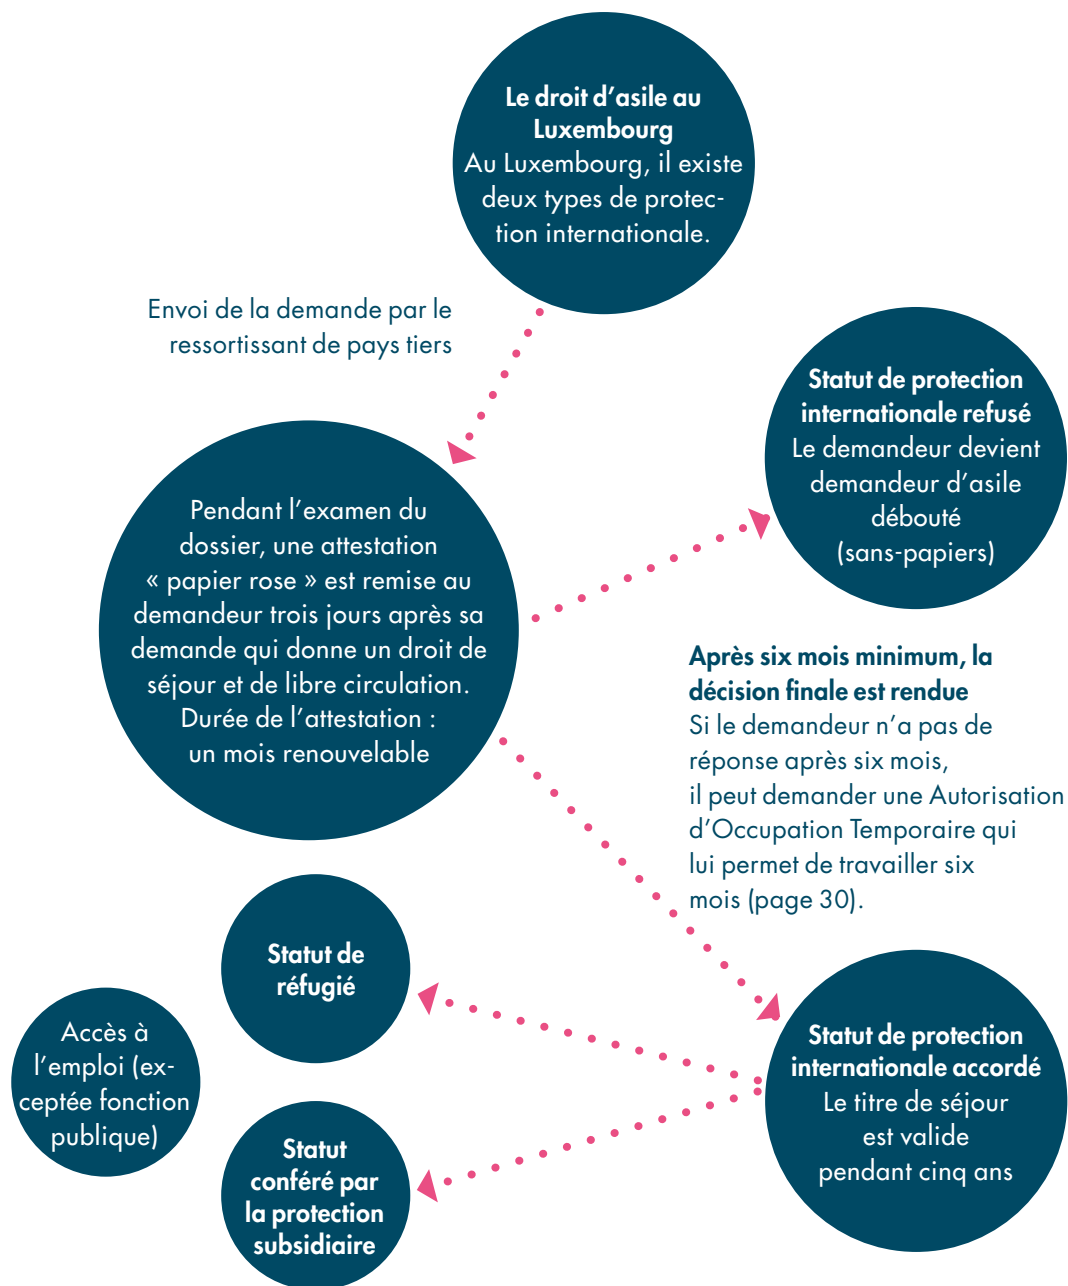 Le droit d’asile au
Luxembourg
Au Luxembourg, il existe
deux types de protec-
tion internationale.
Envoi de la demande par le
ressortissant de pays tiers
Statut de protection
internationale refusé
Le demandeur devient
demandeur d’asile
débouté
(sans-papiers)
Pendant l’examen du
dossier, une attestation
« papier rose » est remise au
demandeur trois jours après sa
demande qui donne un droit de
séjour et de libre circulation.
Durée de l’attestation :
un mois renouvelable
Après six mois minimum, la
décision finale est rendue
Si le demandeur n’a pas de
réponse après six mois,
il peut demander une Autorisation
d’Occupation Temporaire qui
lui permet de travailler six
mois (page 30).
Statut de
réfugié
Accès à
l’emploi (ex-
ceptée fonction
publique)
Statut de protection
internationale accordé
Le titre de séjour
est valide
pendant cinq ans
Statut
conféré par
la protection
subsidiaire